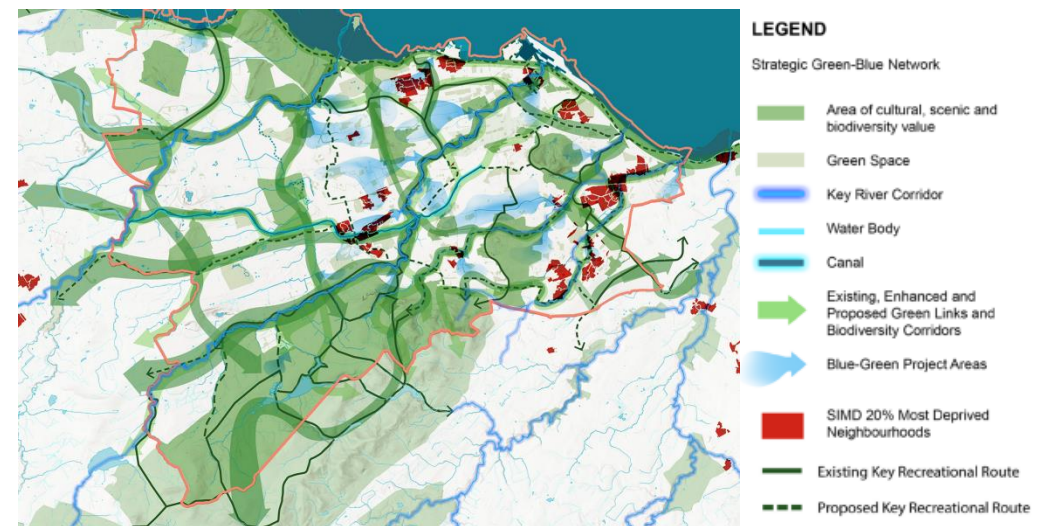 LEGEND
Strategic Green-Blue Network
Area of cultural, scenic and
biodiversity value
Green Space
Key River Corridor
Water Body
Canal
Existing, Enhanced and
Proposed Green Links and
Biodiversity Corridors
Blue-Green Project Areas
SIMD 20% Most Deprived
Neighbourhoods
Existing Key Recreational Route
Proposed Key Recreational Route